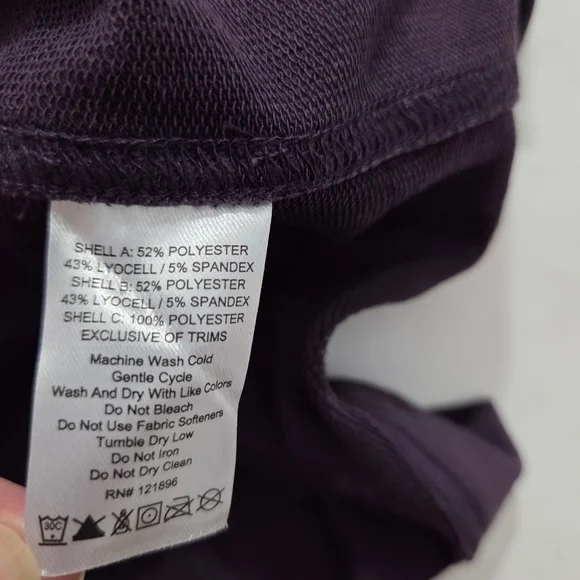 SHELL A: 52% POLYESTER
43% LYOCELL / 5% SPANDEX
SHELL B: 52% POLYESTER
43% LYOCELL / 5% SPANDEX
SHELL C: 100% POLYESTER
EXCLUSIVE OF TRIMS
Machine Wash Cold
Gentle Cycle
Wash And Dry With Like Colors
Do Not Bleach
Do Not Use Fabric Softeners
Tumble Dry Low
Do Not Iron
Do Not Dry Clean
RN# 121896
30C